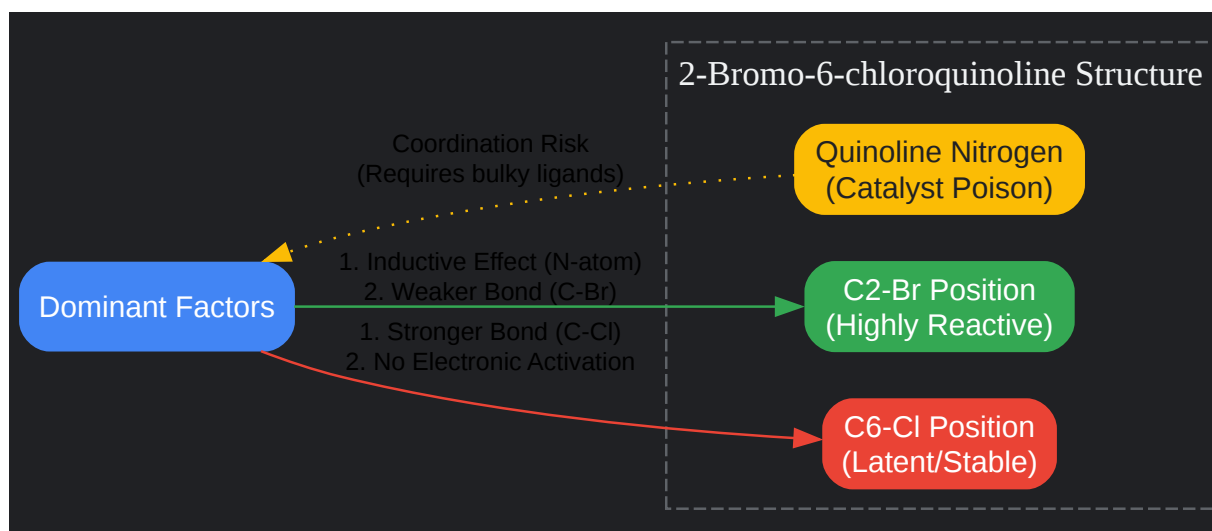 2-Bromo-6-chloroquinoline Structure
Coordination Risk
(Requires bulky ligands)
Quinoline Nitrogen
(Catalyst Poison)
Dominant Factors
1. Inductive Effect (N-atom)
2. Weaker Bond (C-Br)
C2-Br Position
(Highly Reactive)
1. Stronger Bond (C-Cl)
2. No Electronic Activation
C6-Cl Position
(Latent/Stable)